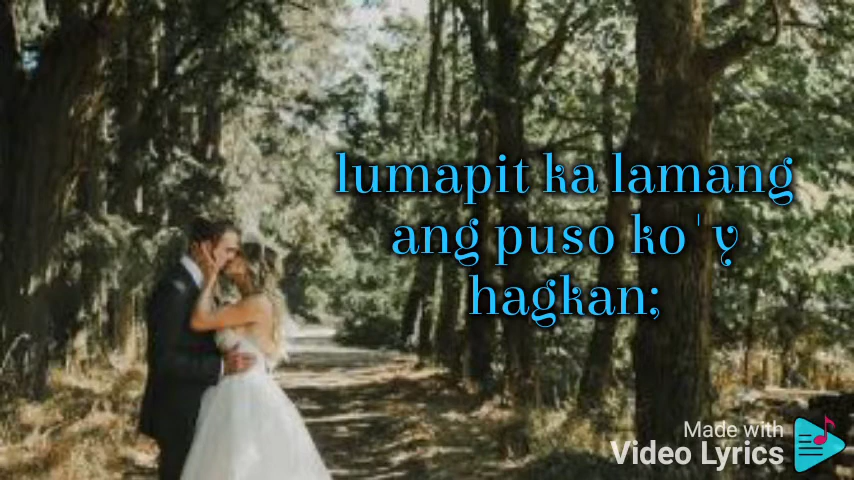 lumapit ka lamang
ang puso ko'y
hagkan;
Made with
Video Lyrics